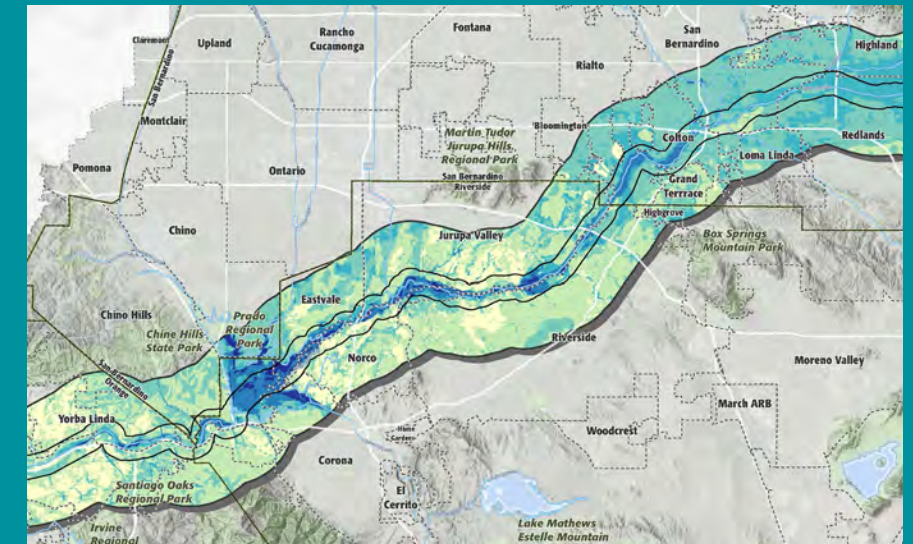 Claremont
Upland
Rancho
Cucamonga
Fontana
San
Bernardino
Highland
Rialto
San Bernardino
Montclair
Bloomington
Martin Tudor
Jurupa Hills
Regional Park
Colton
Redlands
Loma Linda
Pomona
Ontario
San Bernardino
Riverside
Grand
Terrrace
Highgrove
Chino
Jurupa Valley
Box Springs
Mountain Park
Eastvale
Chino Hills
Prado
Regional
Park
Chine Hills
State Park
Riverside
Norco
Moreno Valley
San Bernardino
Orange
March ARB
Yorba Linda
Home
Gardens
Woodcrest
Corona
Santiago Oaks
Regional Park
El
Cerrito
Lake Mathews
Estelle Mountain
Irvine
Regional